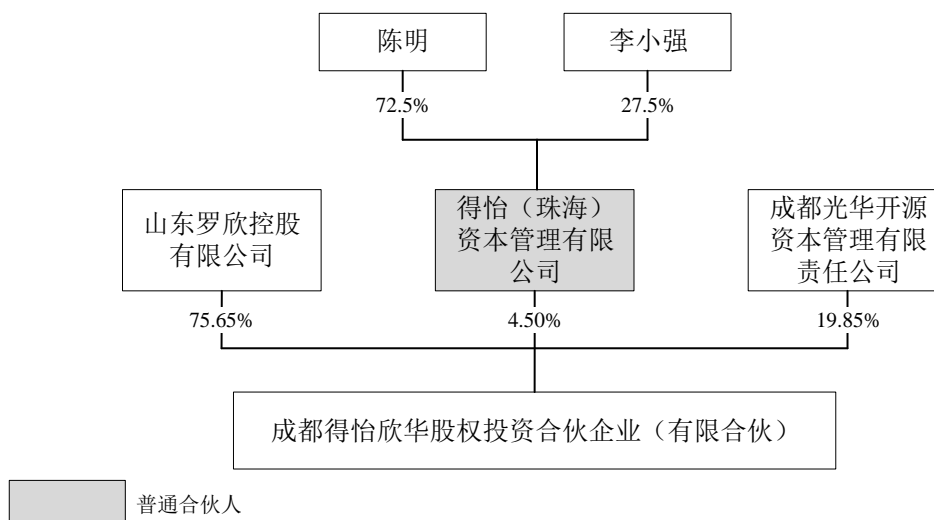 陈明
李小强
72.5%
27.5%
山东罗欣控股
有限公司
得怡（珠海）
资本管理有限
公司
成都光华开源
资本管理有限
责任公司
75.65%
4.50%
19.85%
成都得怡欣华股权投资合伙企业（有限合伙）
普通合伙人